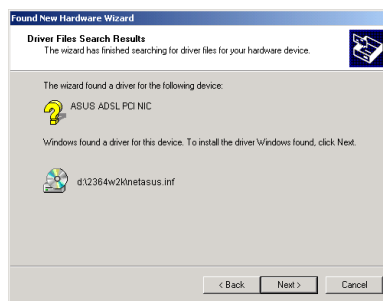 Found New Hardware Wizard
Driver Files Search Results
The wizard has finished searching for driver files for your hardware device.
The wizard found a driver for the following device:
ASUS ADSL PCI NIC
Windows found a driver for this device. To install the driver Windows found, click Next.
d:\2364w2k\netasus.inf
< Back
Next >
Cancel